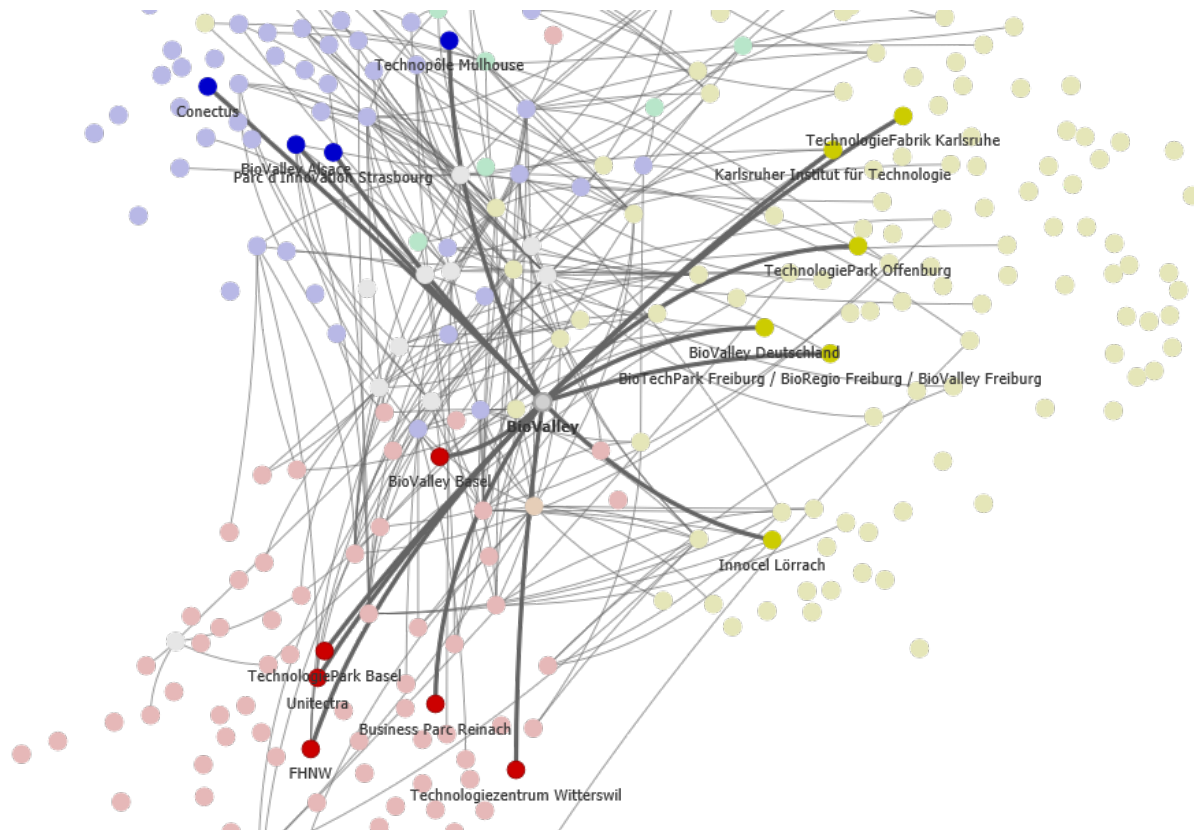 Technopôle Mulhouse
Conectus
TechnologieFabrik Karlsruhe
BioValley Alsace
Parc d'Innovation Strasbourg
Karlsruher Institut für Technologie
TechnologiePark Offenburg
BioValley Deutschland
BioTechPark Freiburg / BioRegio Freiburg / BioValley Freiburg
BioValley
BioValley Basel
Innocel Lörrach
TechnologiePark Basel
Unitectra
Business Parc Reinach
FHNW
Technologiezentrum Witterswil